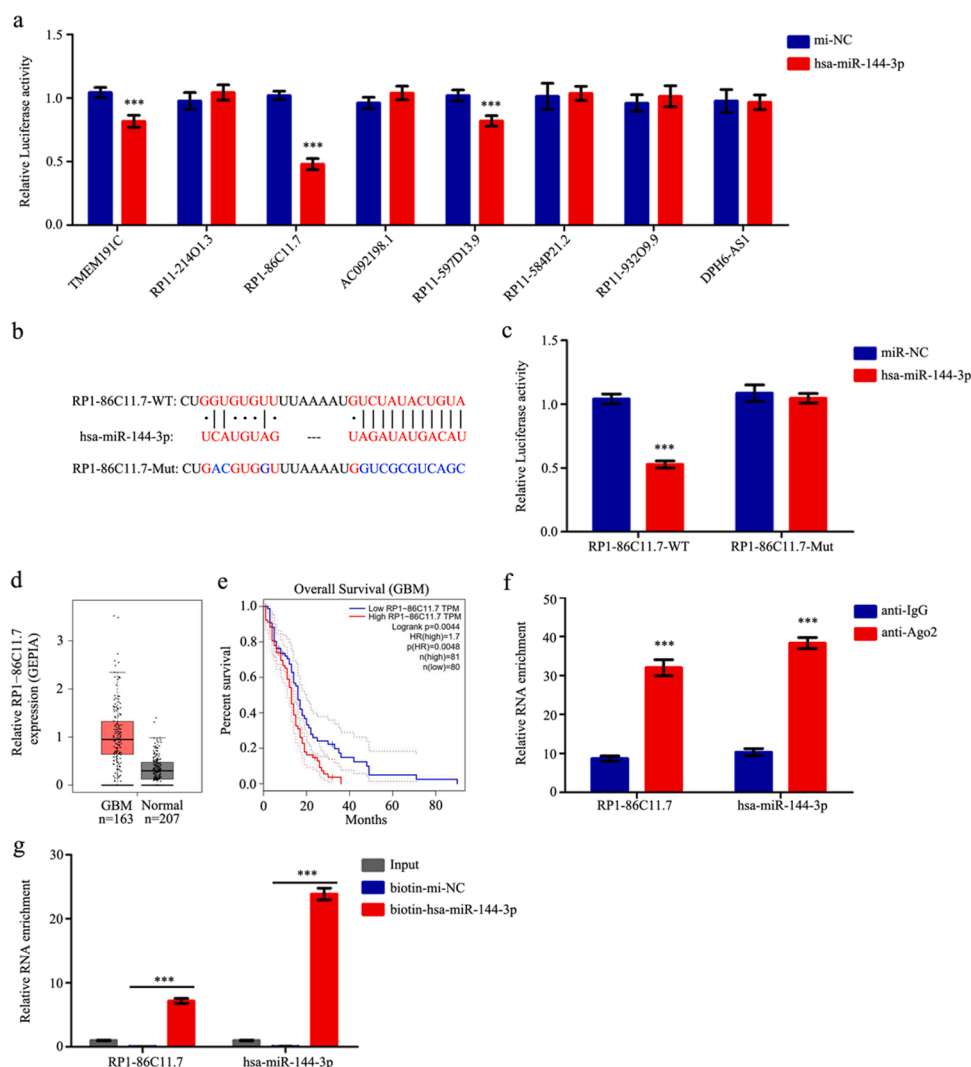 a
Relative Luciferase activity
1.5
1.0
0.5
0.0
***
***
***
mi-NC
hsa-miR-144-3p
TMEM191C
RP11-214O1.3
RP1-86C11.7
AC092198.1
RP11-597D13.9
RP11-584P21.2
RP11-932O9.9
DPH6-AS1
b
RP1-86C11.7-WT: CUGGUGUGUUUUAAAAUGUCUAUACUGUA
hsa-miR-144-3p: UCAUGUAG --- UAGAUAUGACAU
RP1-86C11.7-Mut: CUGACGUGGUUUAAAAUGGUCGCGUCAGC
c
Relative Luciferase activity
1.5
1.0
0.5
0.0
***
miR-NC
hsa-miR-144-3p
RP1-86C11.7-WT
RP1-86C11.7-Mut
d
Relative RP1-86C11.7
expression (GEPIA)
3
2
1
0
GBM
n=163
Normal
n=207
e
Overall Survival (GBM)
Low RP1-86C11.7 TPM
High RP1-86C11.7 TPM
Logrank p=0.0044
HR(high)=1.7
p(HR)=0.0048
n(high)=81
n(low)=80
Percent survival
1.0
0.8
0.6
0.4
0.2
0.0
0
20
40
60
80
Months
f
Relative RNA enrichment
50
40
30
20
10
0
***
***
anti-IgG
anti-Ago2
RP1-86C11.7
hsa-miR-144-3p
g
Relative RNA enrichment
30
20
10
0
***
***
Input
biotin-mi-NC
biotin-hsa-miR-144-3p
RP1-86C11.7
hsa-miR-144-3p